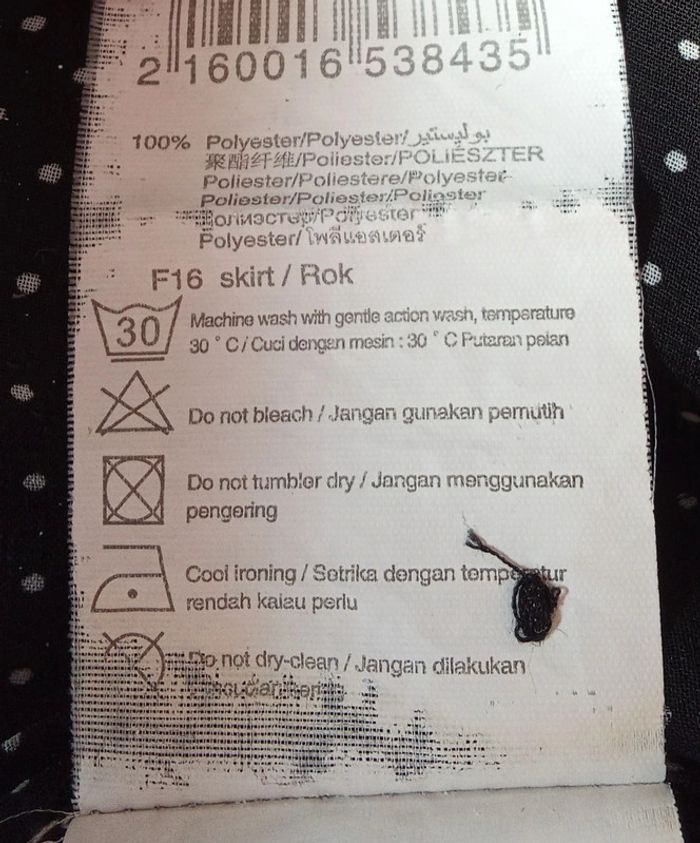 2 160016 538435
100% Polyester/Polyester/بوليستير
聚酯纤维/Poliester/POLIÉSZTER
Poliester/Poliestere/Polyester
Poliester/Poliester/Poliester
Полиэстер/Polyester
Polyester/โพลีเอสเตอร์
F16 skirt / Rok
30
Machine wash with gentle action wash, temperature
30 ° C / Cuci dengan mesin : 30 ° C Putaran pelan
Do not bleach / Jangan gunakan pemutih
Do not tumbler dry / Jangan menggunakan
pengering
Cool ironing / Setrika dengan temperatur
rendah kalau perlu
Do not dry-clean / Jangan dilakukan